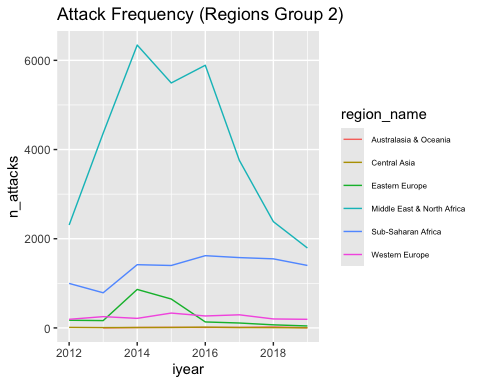 Attack Frequency (Regions Group 2)
n_attacks
6000
4000
2000
0
2012
2014
2016
2018
iyear
region_name
Australasia & Oceania
Central Asia
Eastern Europe
Middle East & North Africa
Sub-Saharan Africa
Western Europe